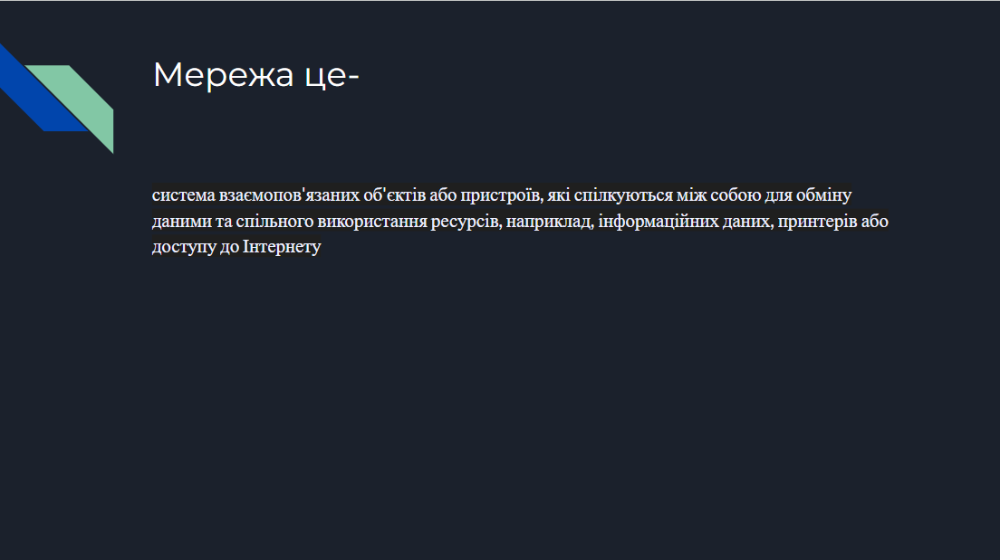 Мережа це-
система взаємопов'язаних об'єктів або пристроїв, які спілкуються між собою для обміну
даними та спільного використання ресурсів, наприклад, інформаційних даних, принтерів або
доступу до Інтернету